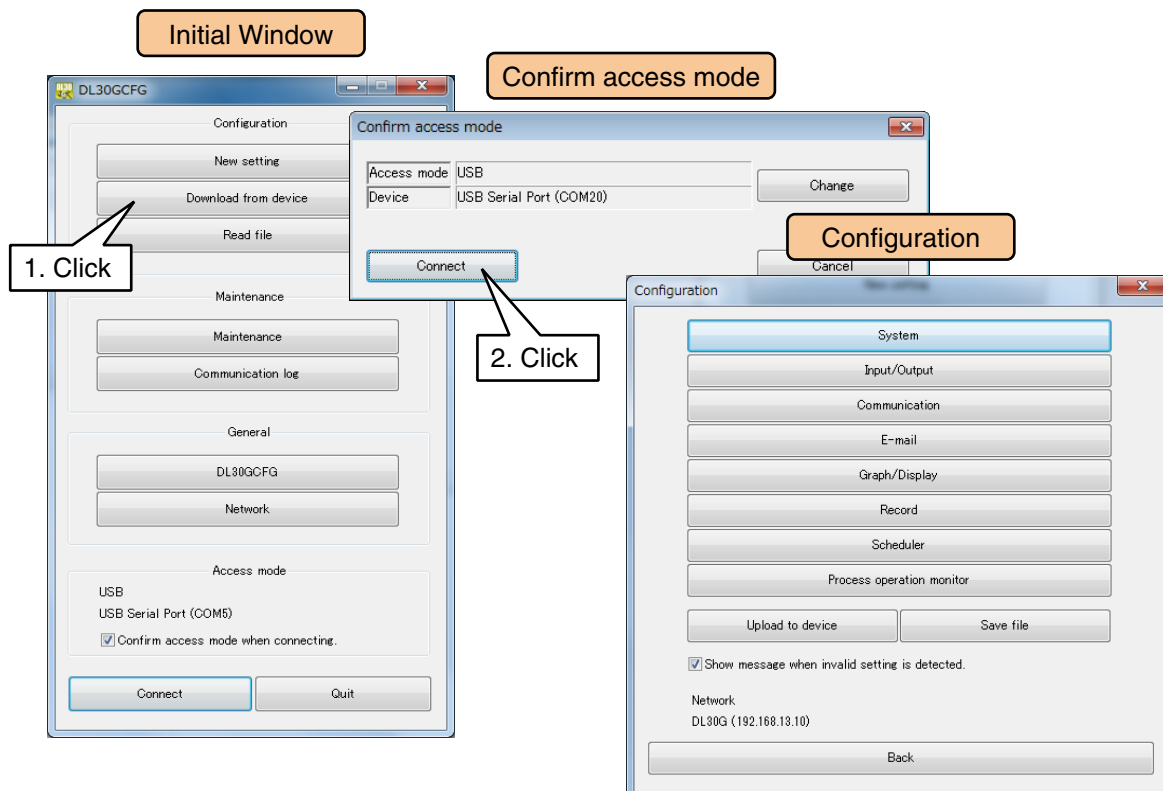 Initial Window
DL30GCFG
Configuration
New setting
Download from device
1. Click
Read file
Maintenance
Maintenance
Communication log
General
DL30GCFG
Network
Access mode
USB
USB Serial Port (COM5)
Confirm access mode when connecting.
Connect Quit
Confirm access mode
Confirm access mode
Access mode USB
Device USB Serial Port (COM20)
Change
Connect
Cancel
2. Click
Configuration
Configuration
New setting
System
Input/Output
Communication
E-mail
Graph/Display
Record
Scheduler
Process operation monitor
Upload to device Save file
Show message when invalid setting is detected.
Network
DL30G (192.168.13.10)
Back